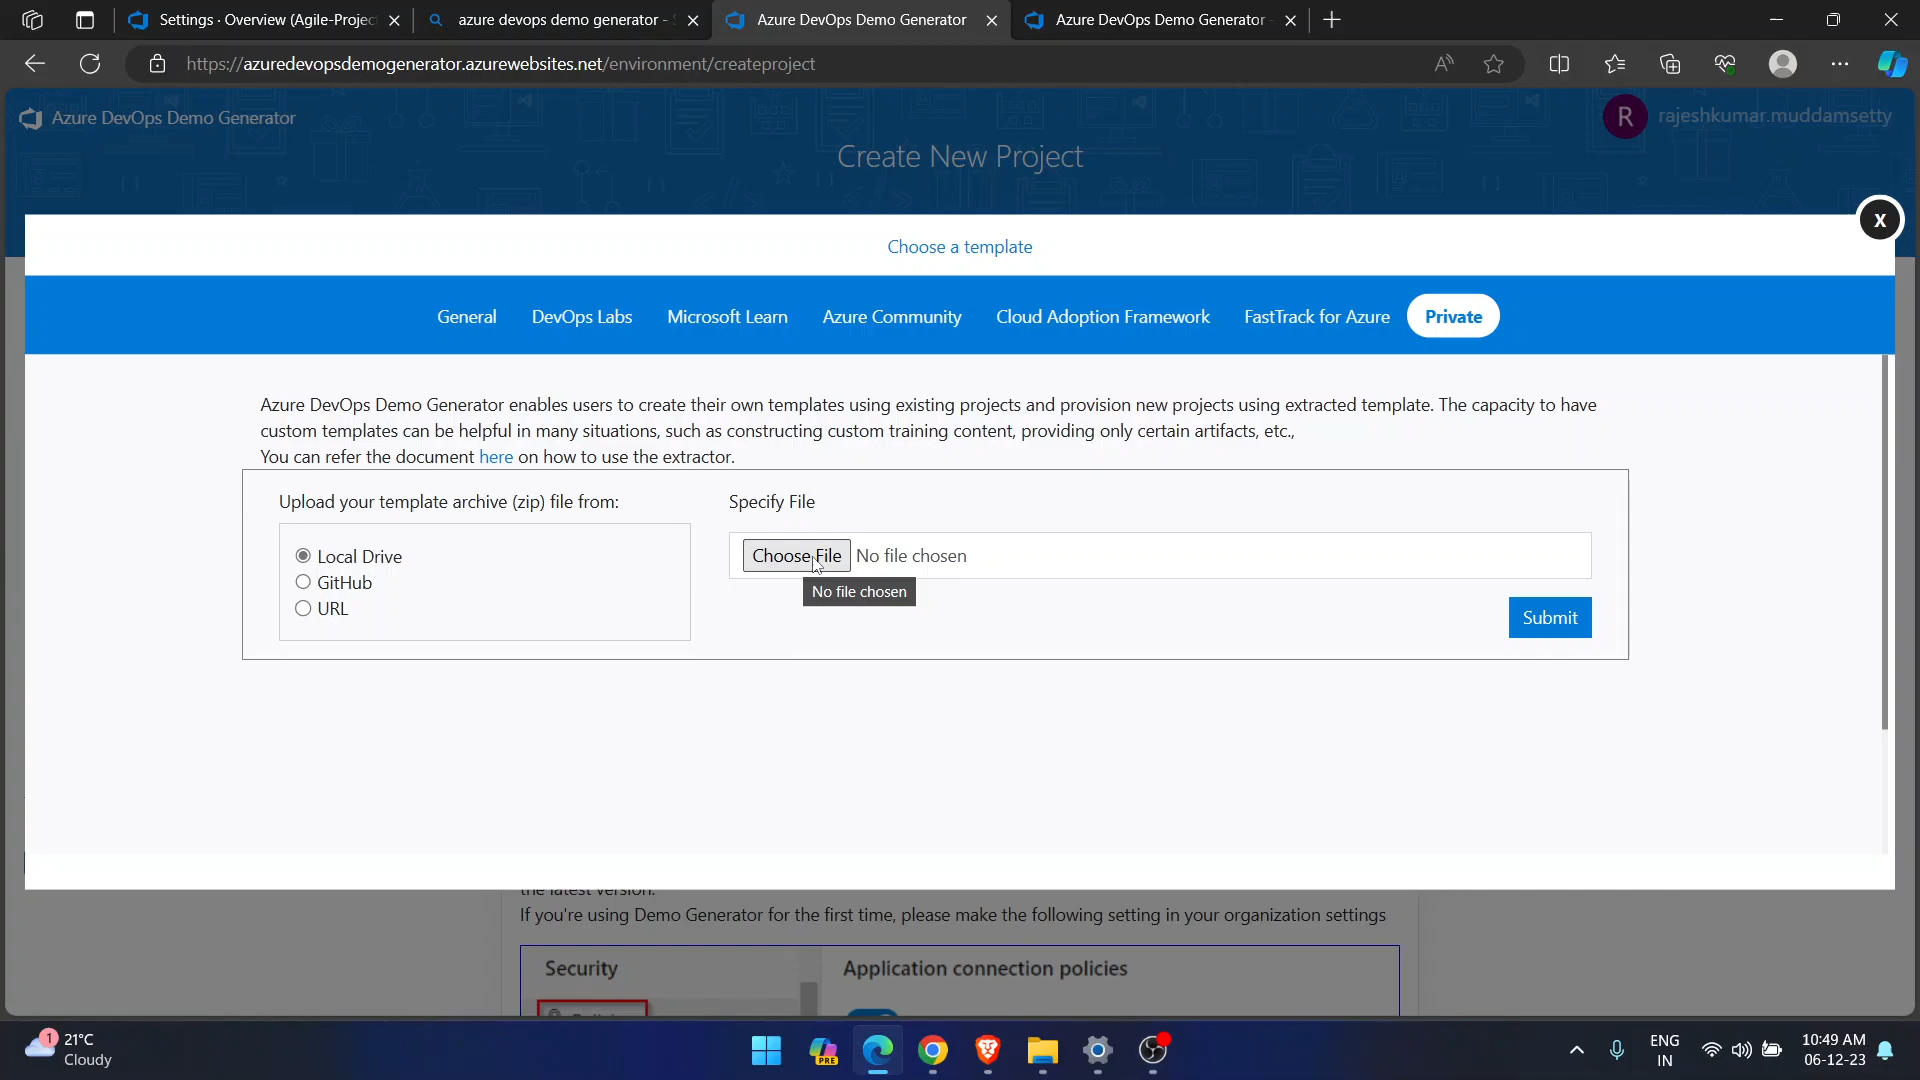 Settings · Overview (Agile-Projec
azure devops demo generator -
Azure DevOps Demo Generator
Azure DevOps Demo Generator
https://azuredevopsdemogenerator.azurewebsites.net/environment/createproject
Azure DevOps Demo Generator
R
rajeshkumar.muddamsetty
Create New Project
X
Choose a template
General
DevOps Labs
Microsoft Learn
Azure Community
Cloud Adoption Framework
FastTrack for Azure
Private
Azure DevOps Demo Generator enables users to create their own templates using existing projects and provision new projects using extracted template. The capacity to have
custom templates can be helpful in many situations, such as constructing custom training content, providing only certain artifacts, etc.,
You can refer the document here on how to use the extractor.
Upload your template archive (zip) file from:
Specify File
Local Drive
GitHub
URL
Choose File
No file chosen
No file chosen
Submit
the latest version.
If you're using Demo Generator for the first time, please make the following setting in your organization settings
Security
Application connection policies
1
21°C
Cloudy
PRE
ENG
IN
10:49 AM
06-12-23